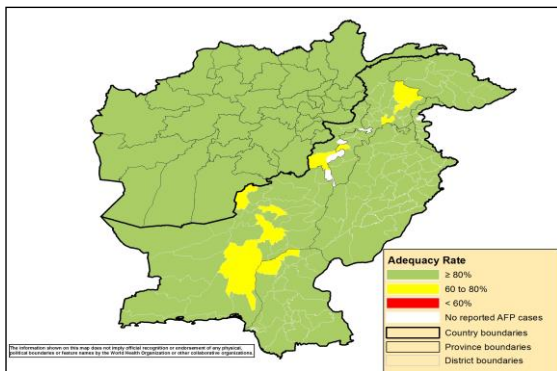 Adequacy Rate
≥ 80%
60 to 80%
< 60%
No reported AFP cases
Country boundaries
Province boundaries
District boundaries
The information shown on this map does not imply official recognition or endorsement of any physical,
political boundaries or feature names by the World Health Organization or other collaborative organizations.